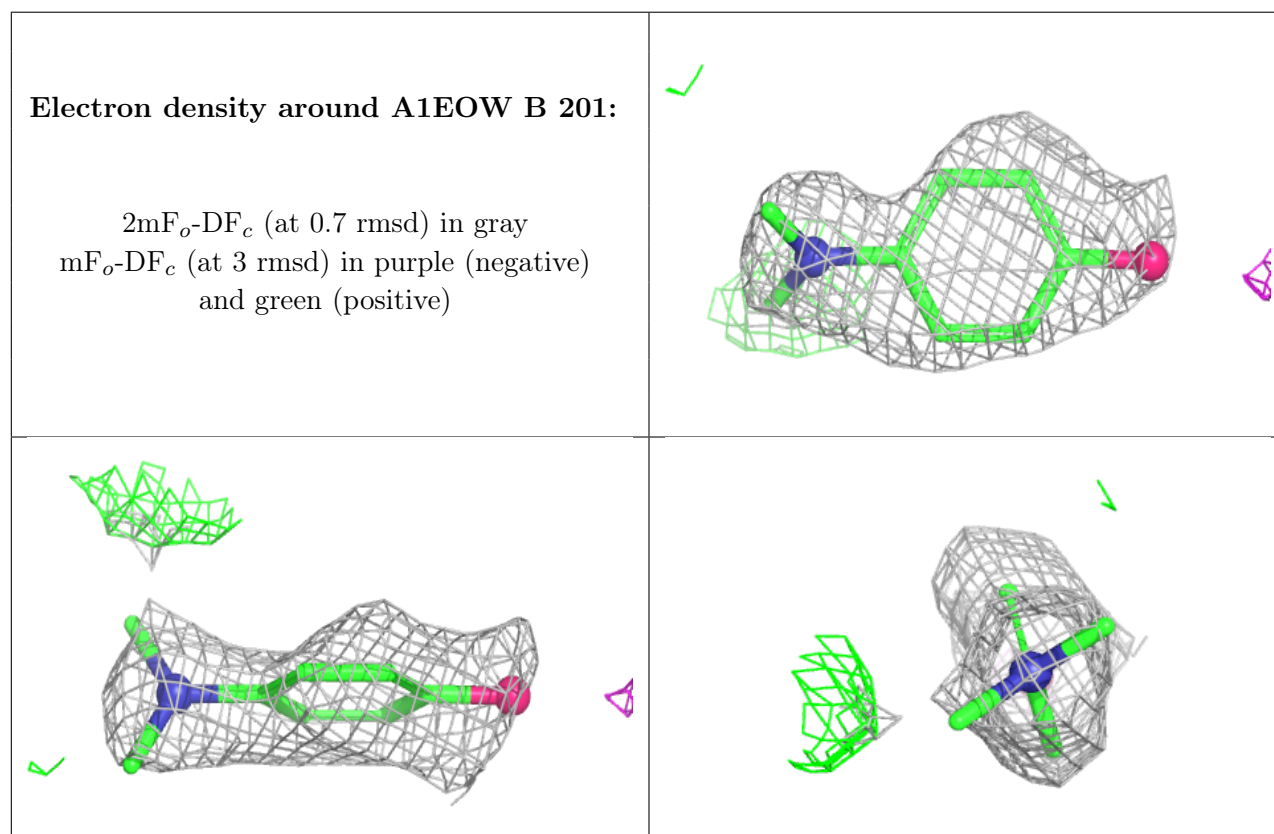 Electron density around A1EOW B 201:
2mFₒ-DF𝒸 (at 0.7 rmsd) in gray
mFₒ-DF𝒸 (at 3 rmsd) in purple (negative)
and green (positive)